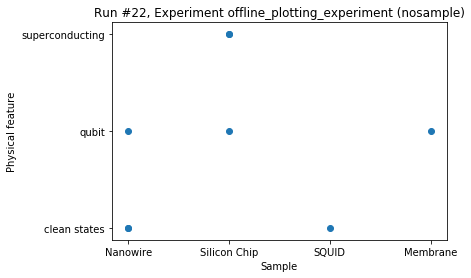 Run #22, Experiment offline_plotting_experiment (nosample)
superconducting
qubit
clean states
Physical feature
Nanowire Silicon Chip SQUID Membrane
Sample